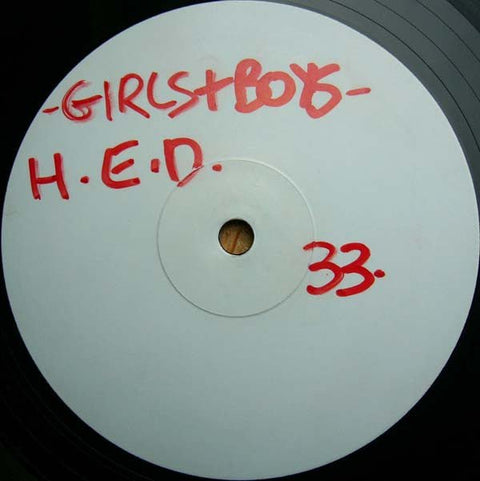 -GIRLS+BOYS-
H.E.D.
33.